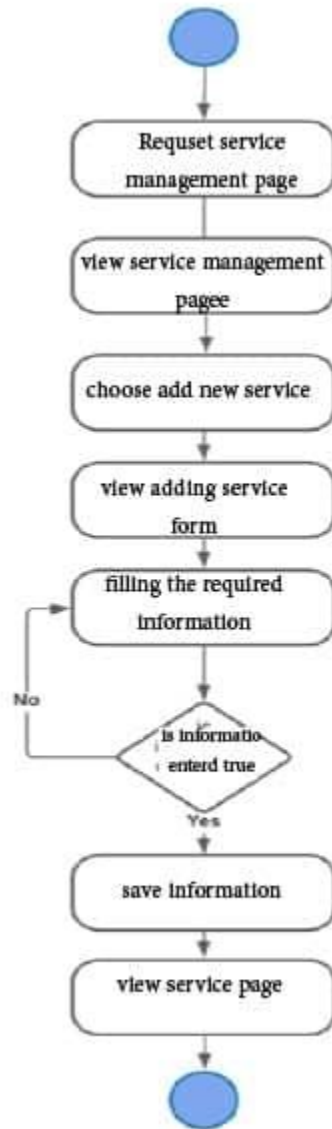 Requset service
management page
view service management
pagee
choose add new service
view adding service
form
filling the required
information
No
is informatio
enterd true
Yes
save information
view service page